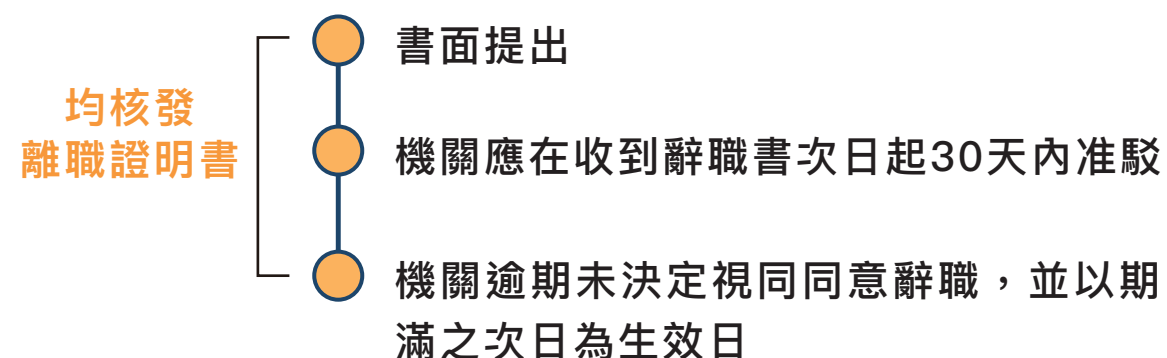 均核發
離職證明書
書面提出
機關應在收到辭職書次日起30天內准駁
機關逾期未決定視同同意辭職，並以期
滿之次日為生效日